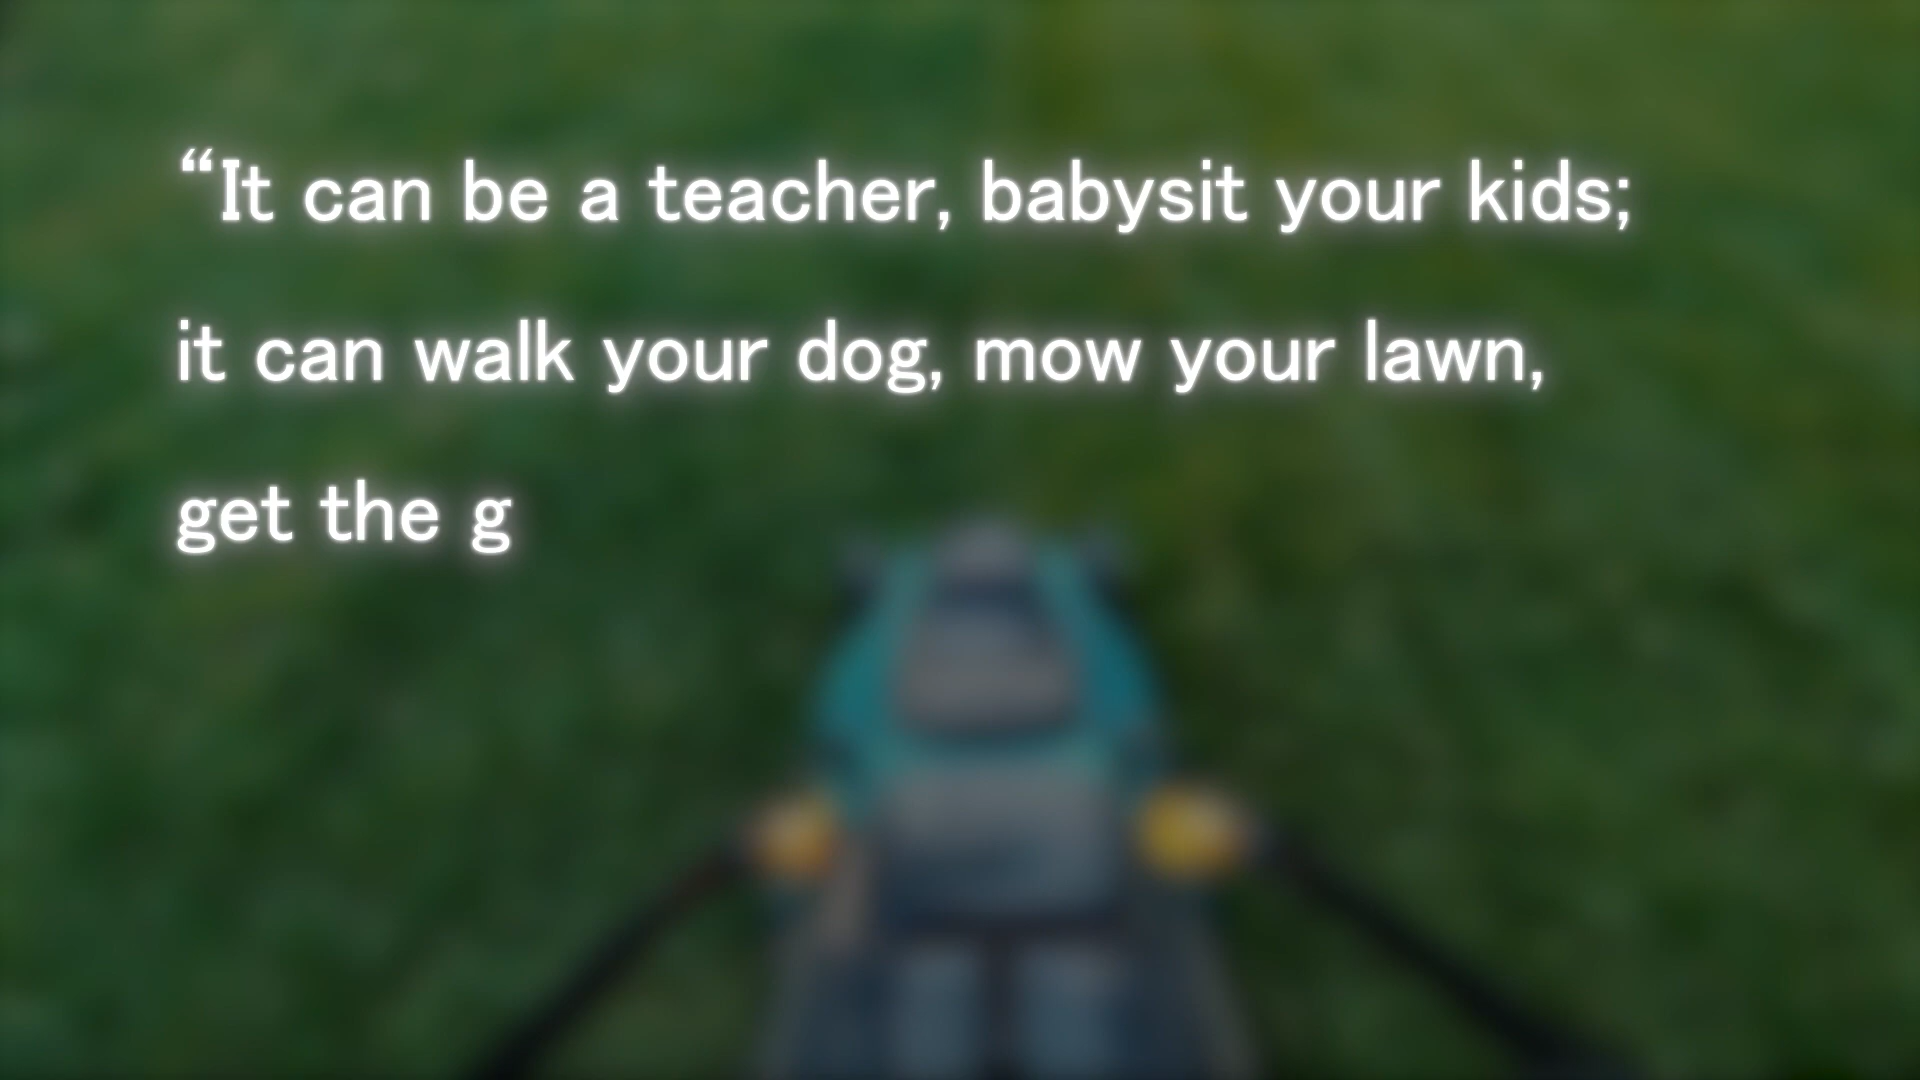 “It can be a teacher, babysit your kids;
it can walk your dog, mow your lawn,
get the g